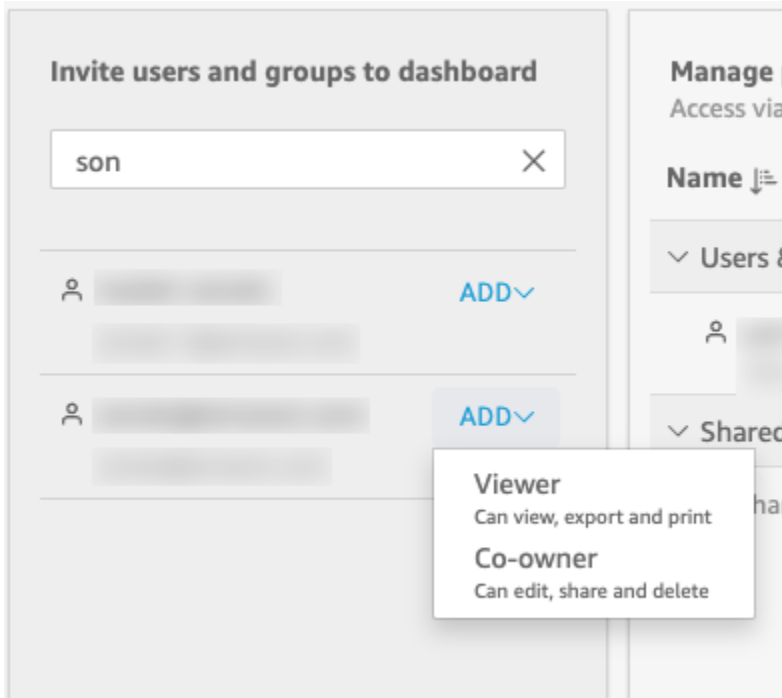 Invite users and groups to dashboard
son
ADD
ADD
Viewer
Can view, export and print
Co-owner
Can edit, share and delete
Manage
Access via
Name
Users &
Shared